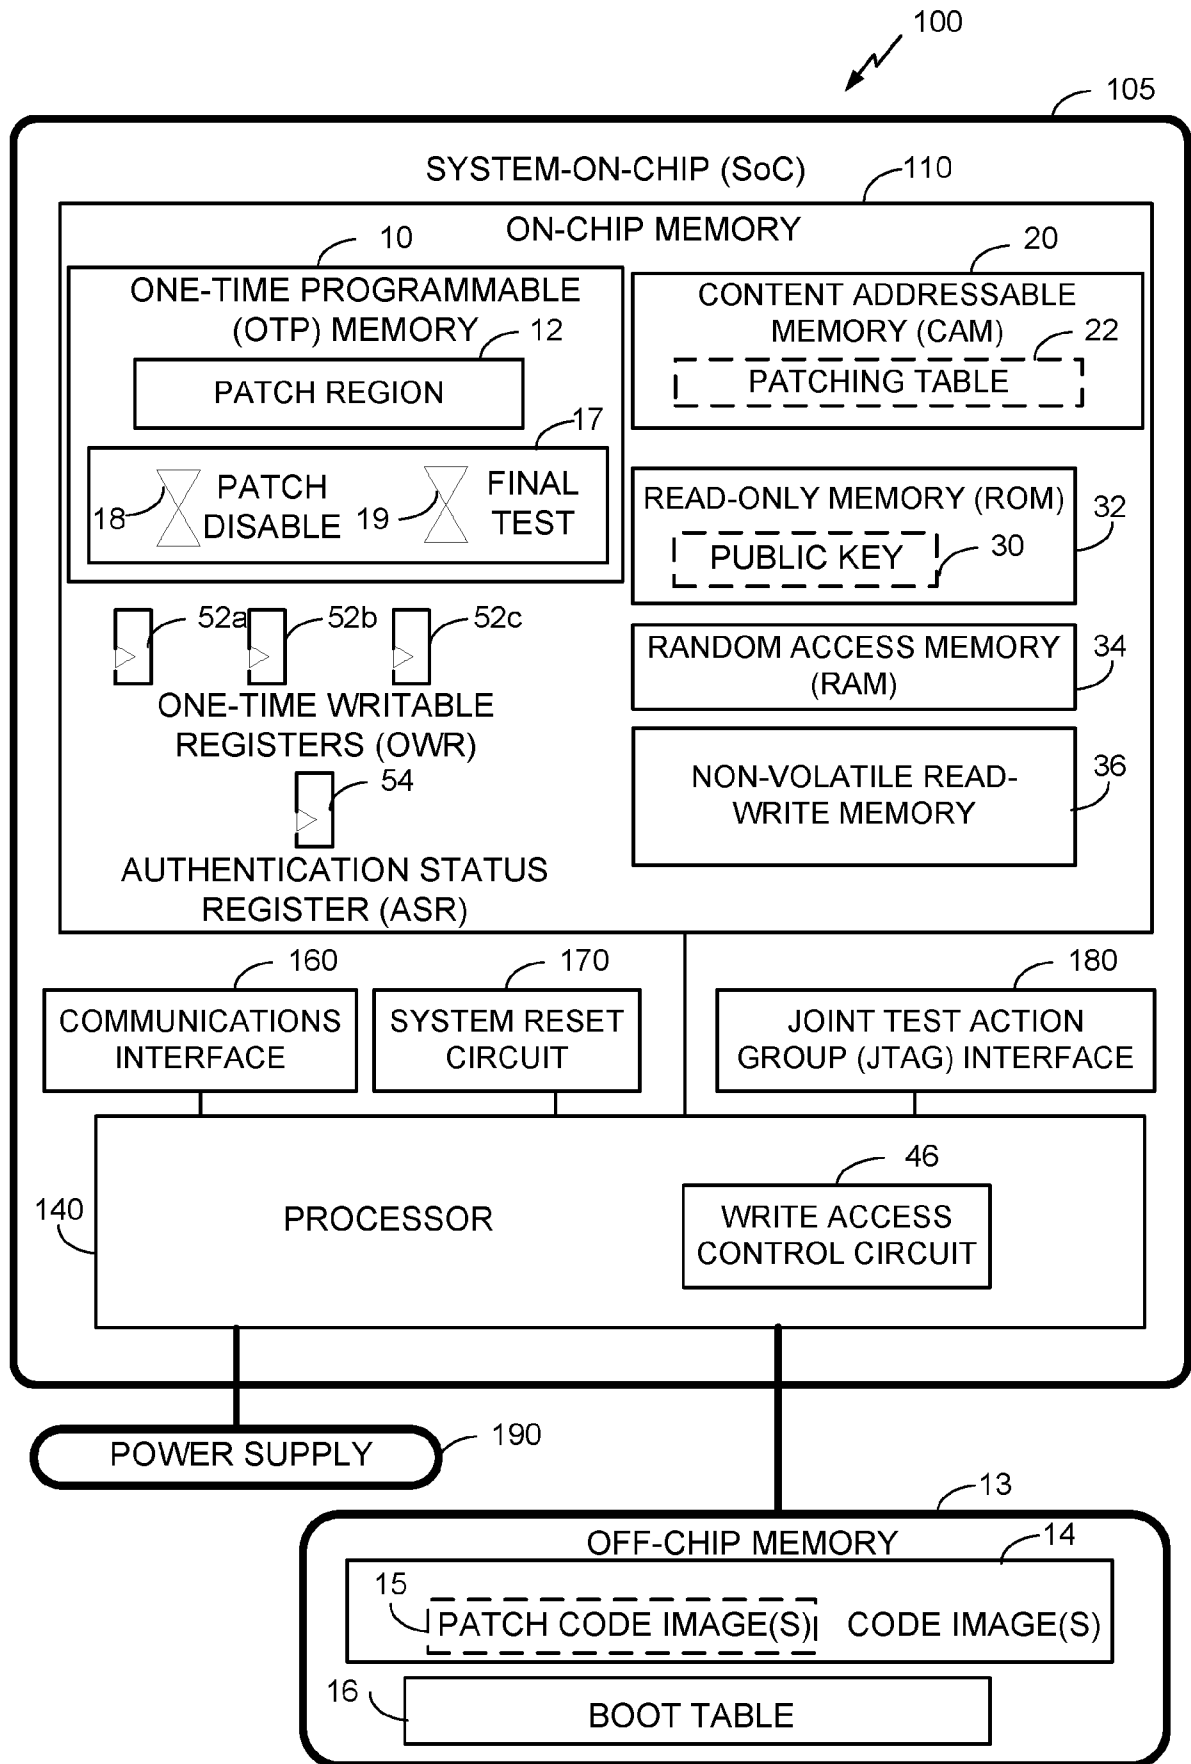 100
105
SYSTEM-ON-CHIP (SoC)
110
ON-CHIP MEMORY
10
ONE-TIME PROGRAMMABLE
(OTP) MEMORY
12
PATCH REGION
17
18
PATCH
DISABLE
19
FINAL
TEST
20
CONTENT ADDRESSABLE
MEMORY (CAM)
22
PATCHING TABLE
READ-ONLY MEMORY (ROM)
32
PUBLIC KEY
30
52a
52b
52c
ONE-TIME WRITABLE
REGISTERS (OWR)
RANDOM ACCESS MEMORY
(RAM)
34
54
AUTHENTICATION STATUS
REGISTER (ASR)
NON-VOLATILE READ-
WRITE MEMORY
36
160
COMMUNICATIONS
INTERFACE
170
SYSTEM RESET
CIRCUIT
180
JOINT TEST ACTION
GROUP (JTAG) INTERFACE
140
PROCESSOR
46
WRITE ACCESS
CONTROL CIRCUIT
POWER SUPPLY
190
13
OFF-CHIP MEMORY
14
15
PATCH CODE IMAGE(S)
CODE IMAGE(S)
16
BOOT TABLE